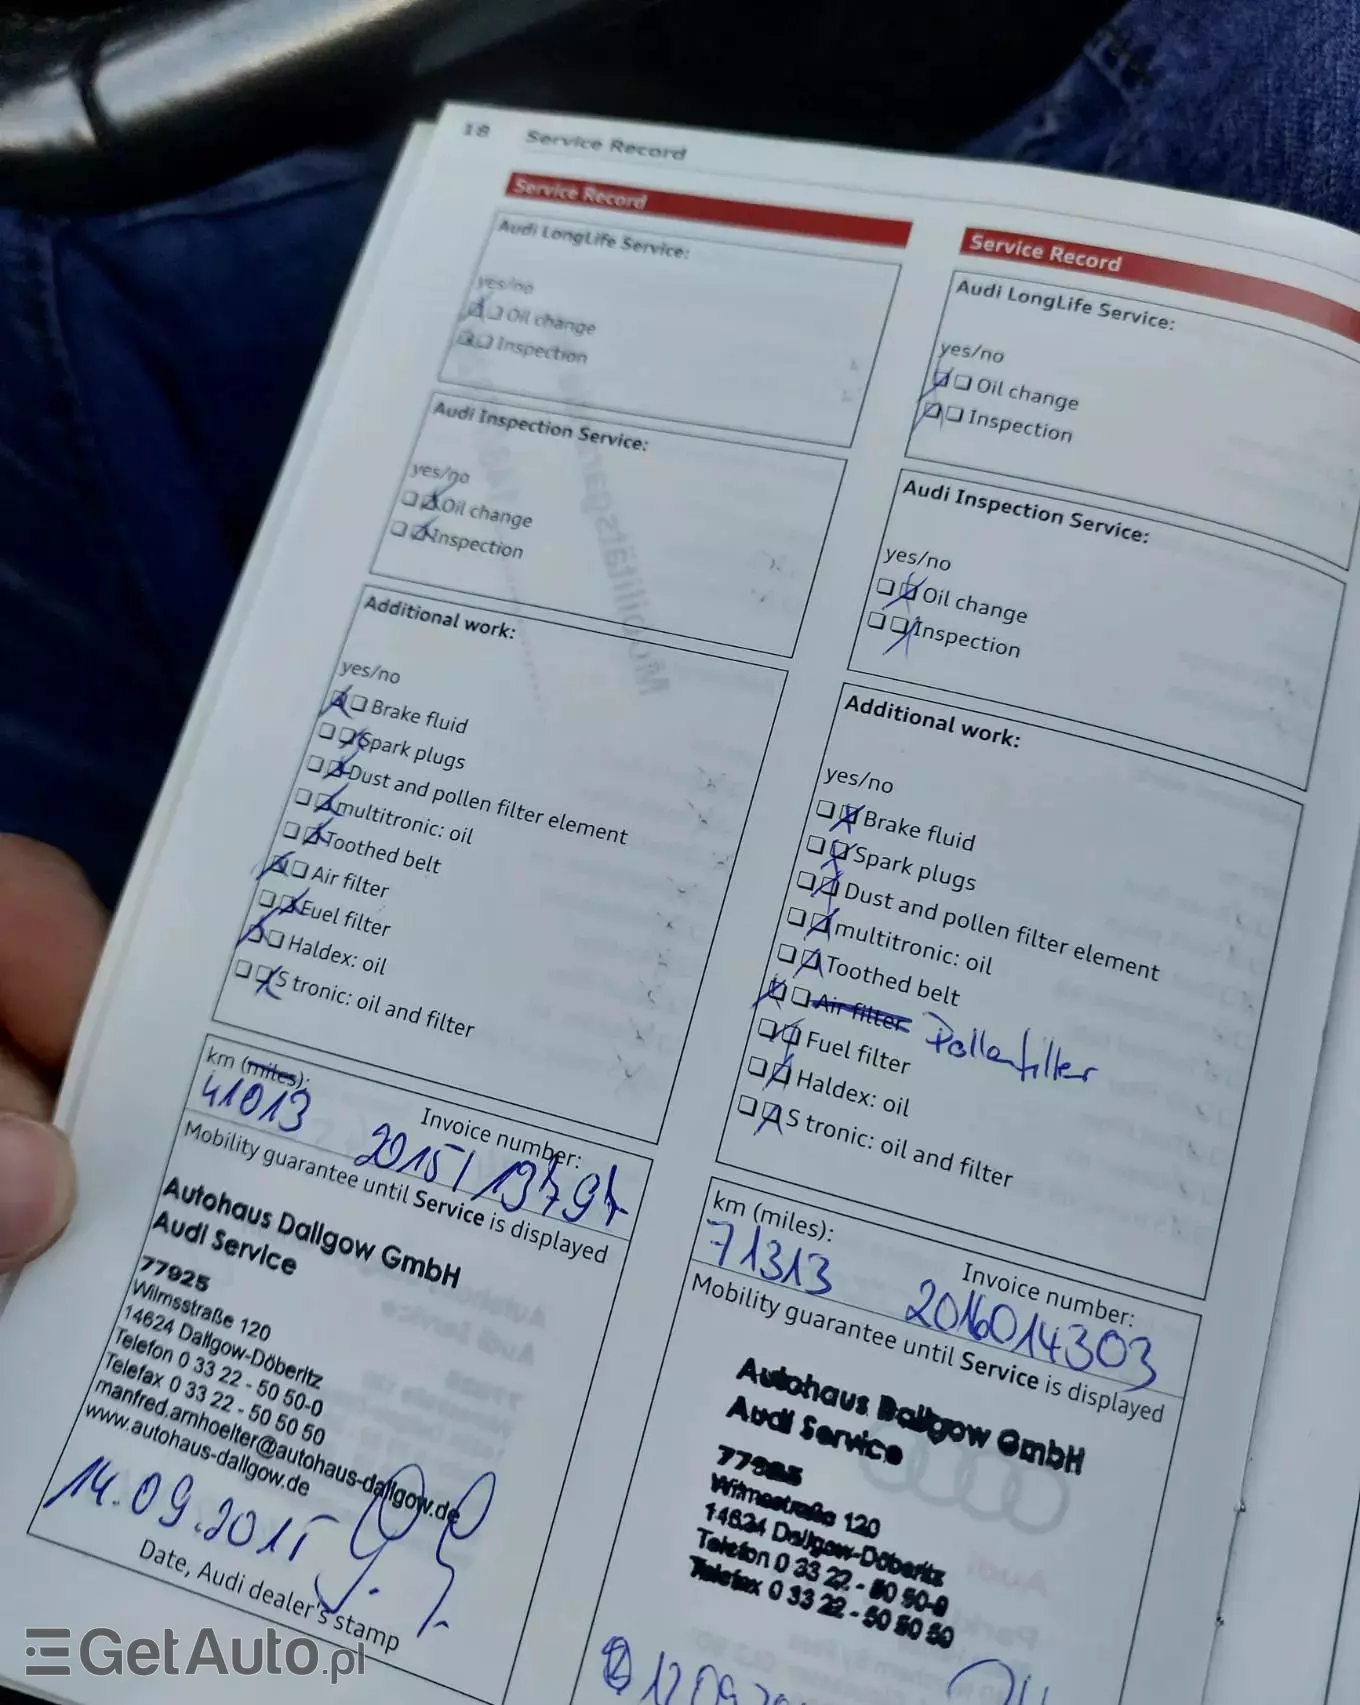 18 Service Record
Service Record
Audi LongLife Service:
yes/no
Oil change
Inspection
Audi Inspection Service:
yes/no
Oil change
Inspection
Additional work:
yes/no
Brake fluid
Spark plugs
Dust and pollen filter element
multitronic: oil
Toothed belt
Air filter
Fuel filter
Haldex: oil
S tronic: oil and filter
km (miles):
41013
Invoice number:
2015/13797
Mobility guarantee until Service is displayed
Autohaus Dallgow GmbH
Audi Service
77925
Wilmsstraße 120
14624 Dallgow-Döberitz
Telefon 0 33 22 - 50 50-0
Telefax 0 33 22 - 50 50 50
manfred.arnhoelter@autohaus-dallgow.de
www.autohaus-dallgow.de
14.09.2015
Date, Audi dealer's stamp
Service Record
Audi LongLife Service:
yes/no
Oil change
Inspection
Audi Inspection Service:
yes/no
Oil change
Inspection
Additional work:
yes/no
Brake fluid
Spark plugs
Dust and pollen filter element
multitronic: oil
Toothed belt
Air filter Pollenfilter
Fuel filter
Haldex: oil
S tronic: oil and filter
km (miles):
71313
Invoice number:
2016014303
Mobility guarantee until Service is displayed
Autohaus Dallgow GmbH
Audi Service
77925
Wilmsstraße 120
14624 Dallgow-Döberitz
Telefon 0 33 22 - 50 50-0
Telefax 0 33 22 - 50 50 50
GetAuto.pl